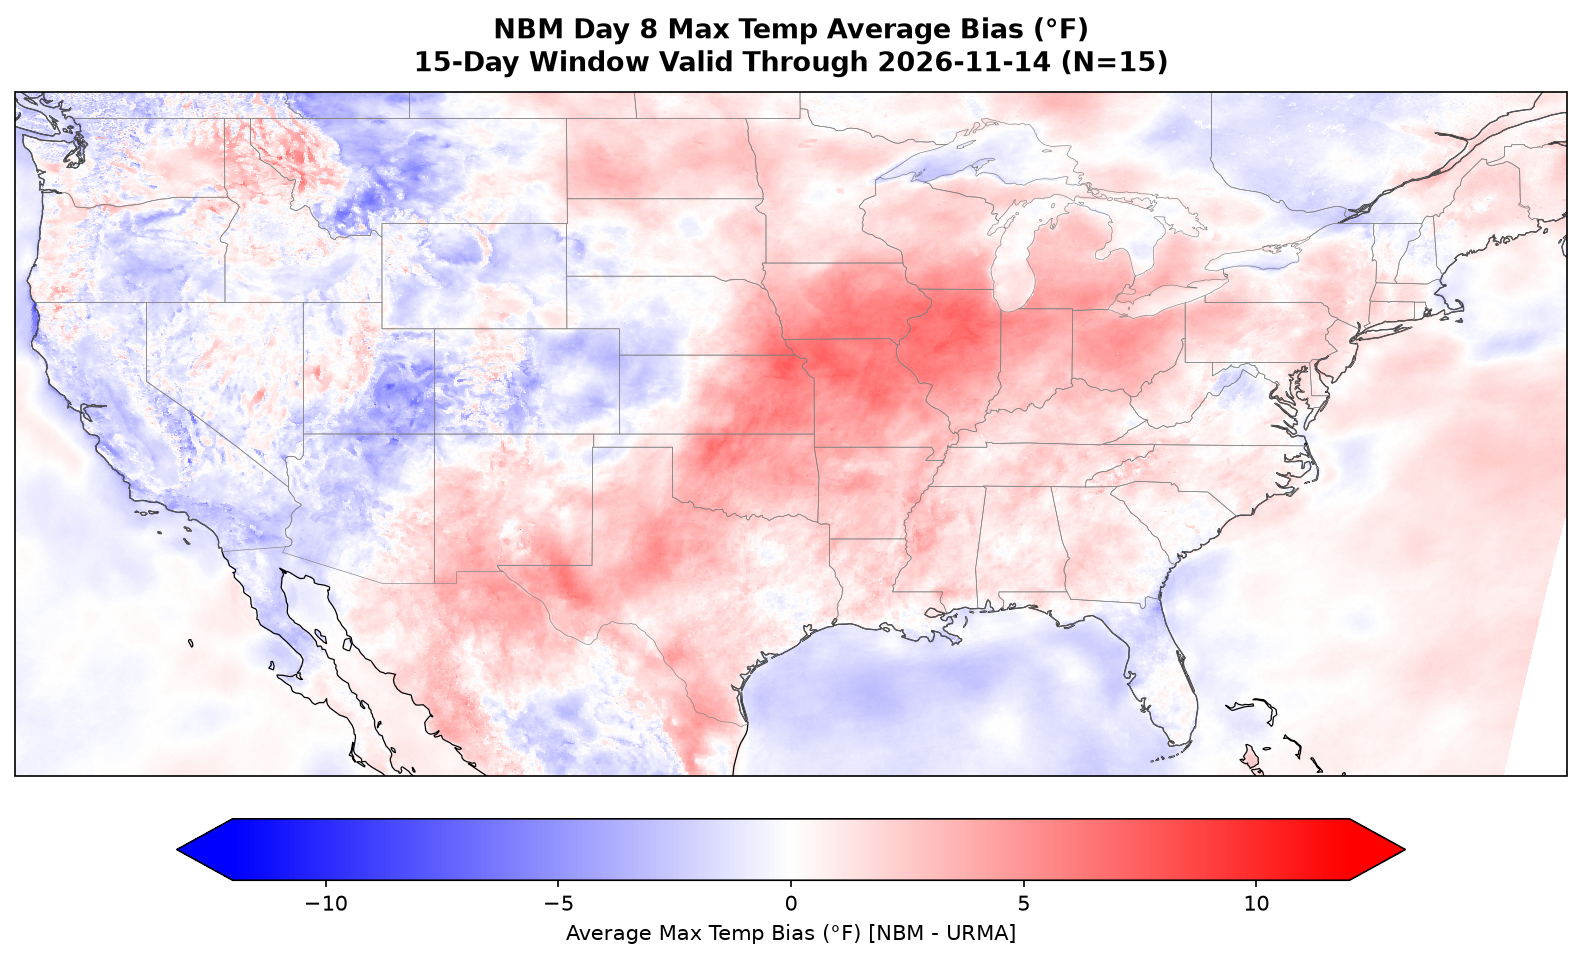 NBM Day 8 Max Temp Average Bias (°F)
15-Day Window Valid Through 2026-11-14 (N=15)
−10 −5 0 5 10
Average Max Temp Bias (°F) [NBM - URMA]